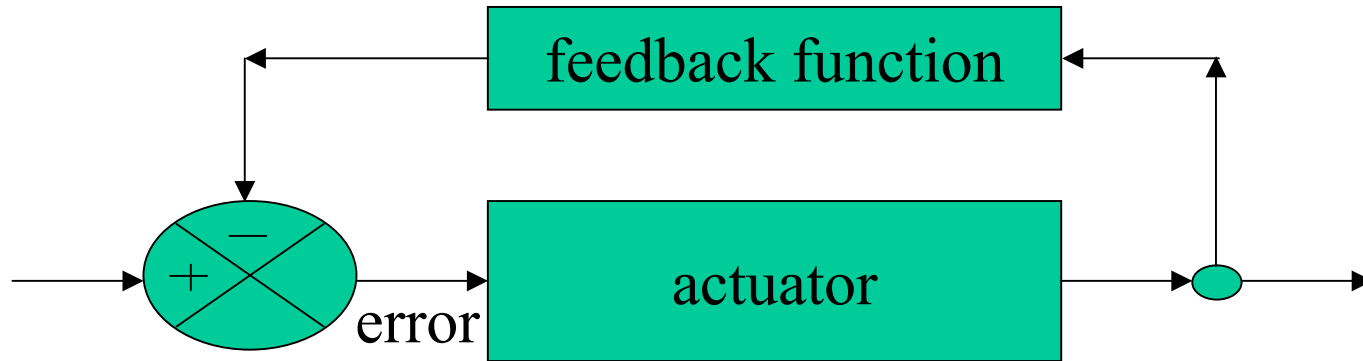 feedback function
−
+
actuator
error